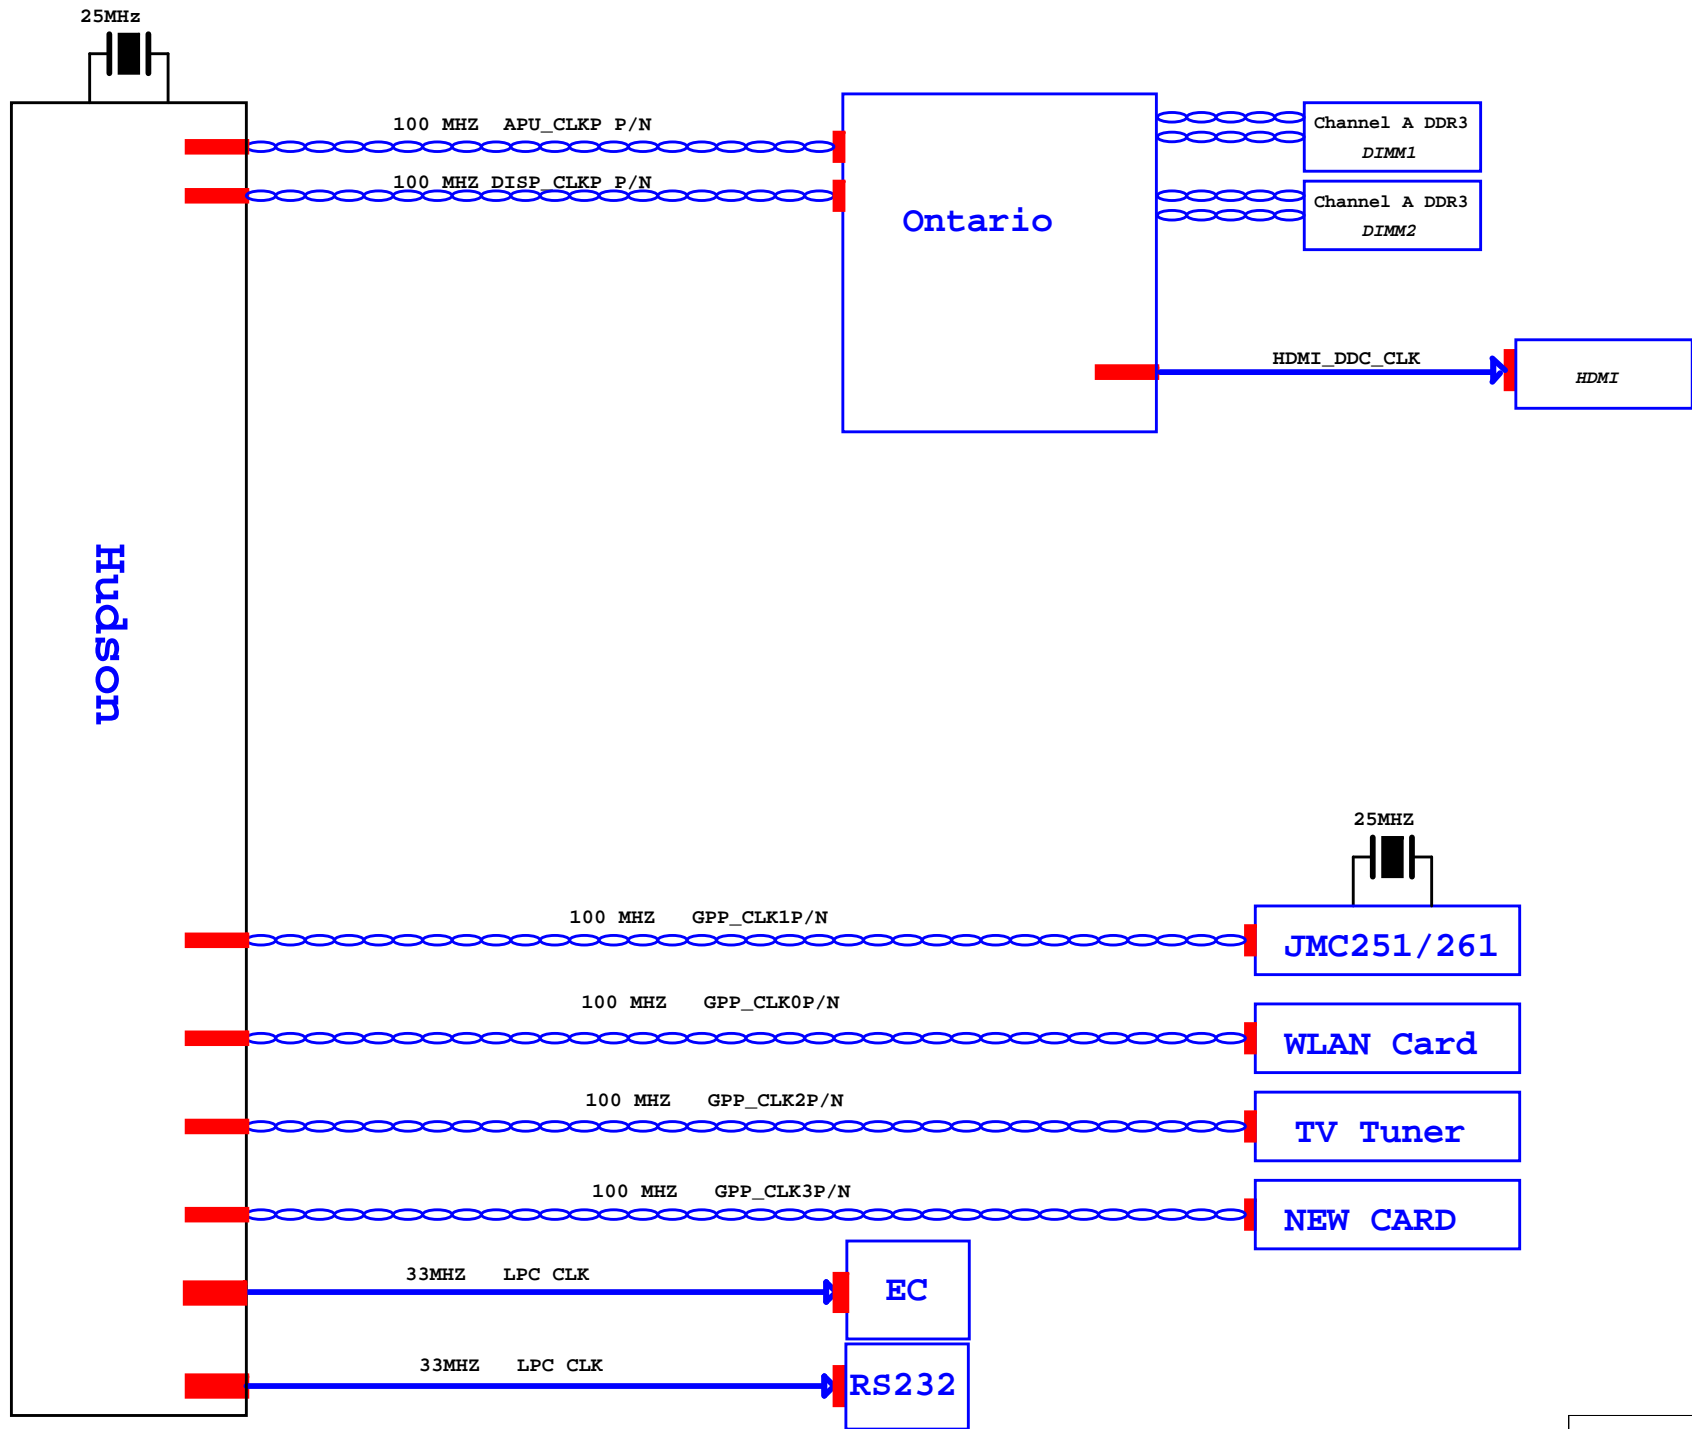 25MHz
100 MHZ APU_CLKP P/N
100 MHZ DISP_CLKP P/N
Ontario
Channel A DDR3
DIMM1
Channel A DDR3
DIMM2
HDMI_DDC_CLK
HDMI
Hudson
25MHZ
100 MHZ GPP_CLK1P/N
JMC251/261
100 MHZ GPP_CLK0P/N
WLAN Card
100 MHZ GPP_CLK2P/N
TV Tuner
100 MHZ GPP_CLK3P/N
NEW CARD
33MHZ LPC CLK
EC
33MHZ LPC CLK
RS232